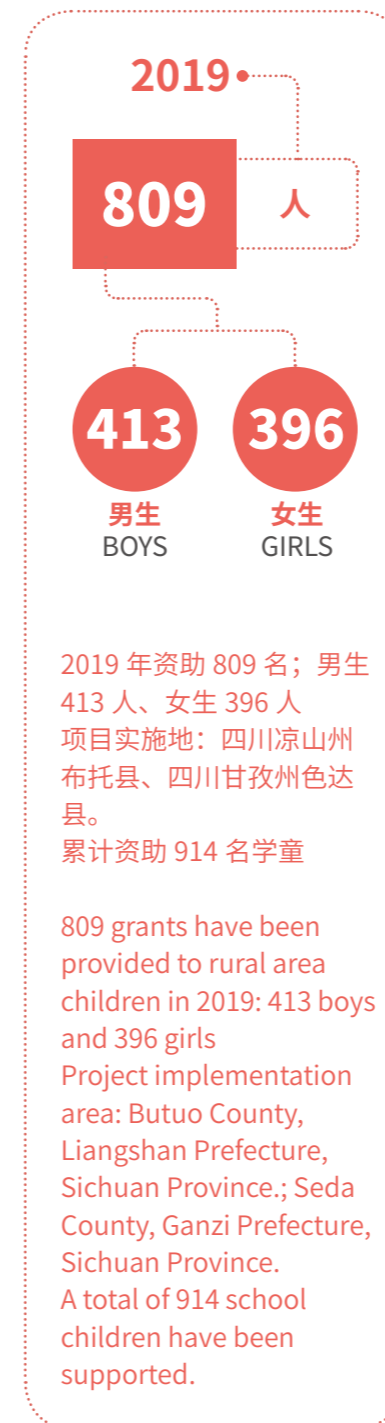 2019
809 人
413 396
男生 女生
BOYS GIRLS
2019 年资助 809 名；男生
413 人、女生 396 人
项目实施地：四川凉山州
布托县、四川甘孜州色达
县。
累计资助 914 名学童
809 grants have been
provided to rural area
children in 2019: 413 boys
and 396 girls
Project implementation
area: Butuo County,
Liangshan Prefecture,
Sichuan Province.; Seda
County, Ganzi Prefecture,
Sichuan Province.
A total of 914 school
children have been
supported.